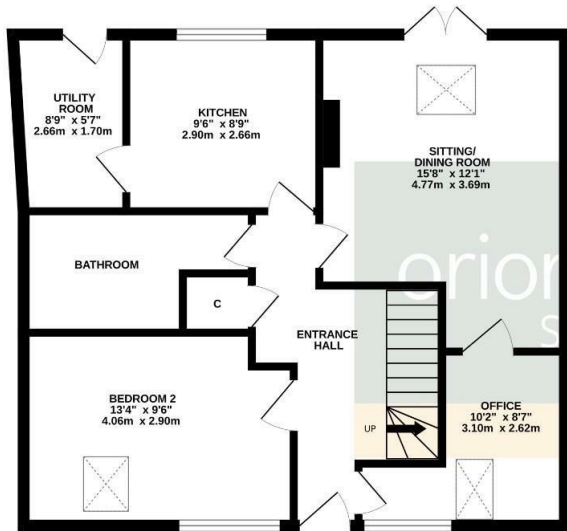 UTILITY
ROOM
8'9" x 5'7"
2.66m x 1.70m
KITCHEN
9'6" x 8'9"
2.90m x 2.66m
SITTING/
DINING ROOM
15'8" x 12'1"
4.77m x 3.69m
BATHROOM
C
ENTRANCE
HALL
BEDROOM 2
13'4" x 9'6"
4.06m x 2.90m
UP
OFFICE
10'2" x 8'7"
3.10m x 2.62m